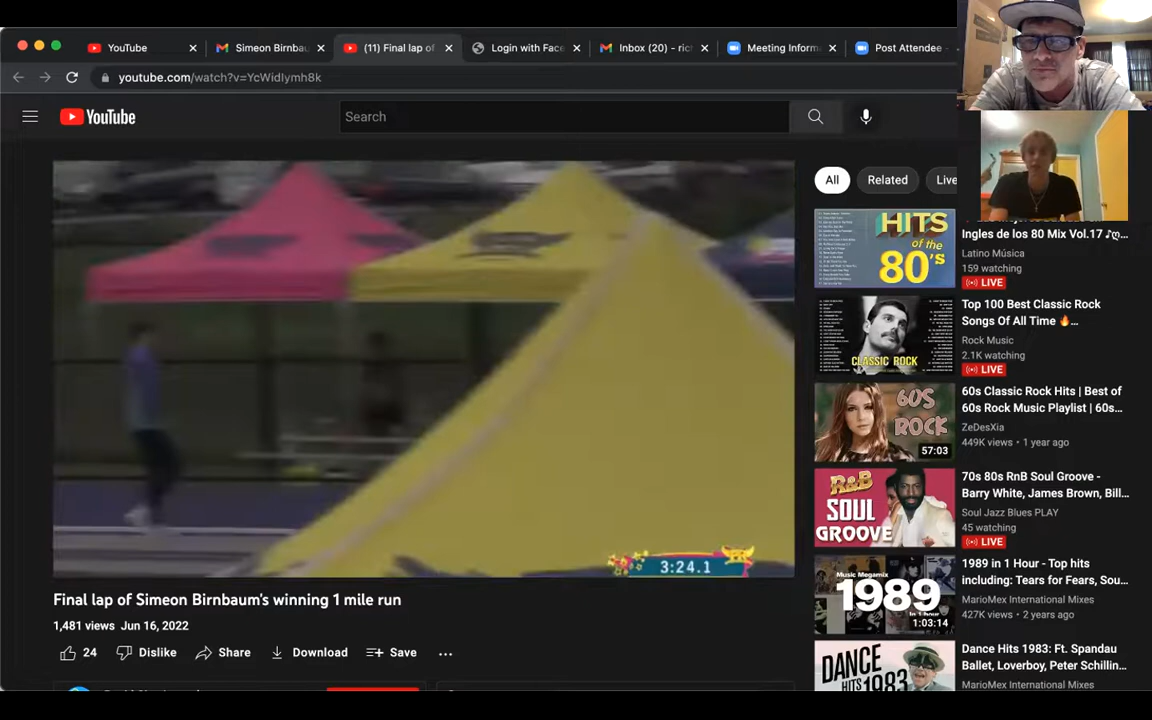 YouTube
Simeon Birnbau
(11) Final lap of
Login with Face
Inbox (20) - ric
Meeting Inform
Post Attendee
youtube.com/watch?v=YcWidIymh8k
YouTube
Search
All
Related
Live
HITS
of the
80's
Ingles de los 80 Mix Vol.17
Latino Música
159 watching
LIVE
CLASSIC ROCK
Top 100 Best Classic Rock
Songs Of All Time 🔥...
Rock Music
2.1K watching
LIVE
60S
ROCK
57:03
60s Classic Rock Hits | Best of
60s Rock Music Playlist | 60s...
ZeDesXia
449K views • 1 year ago
R&B
SOUL
GROOVE
70s 80s RnB Soul Groove -
Barry White, James Brown, Bill...
Soul Jazz Blues PLAY
45 watching
LIVE
Music Megamix
1989
1:03:14
1989 in 1 Hour - Top hits
including: Tears for Fears, Sou...
MarioMex International Mixes
427K views • 2 years ago
DANCE
HITS 1983
Dance Hits 1983: Ft. Spandau
Ballet, Loverboy, Peter Schillin...
MarioMex International Mixes
3:24.1
Final lap of Simeon Birnbaum's winning 1 mile run
1,481 views Jun 16, 2022
24
Dislike
Share
Download
Save